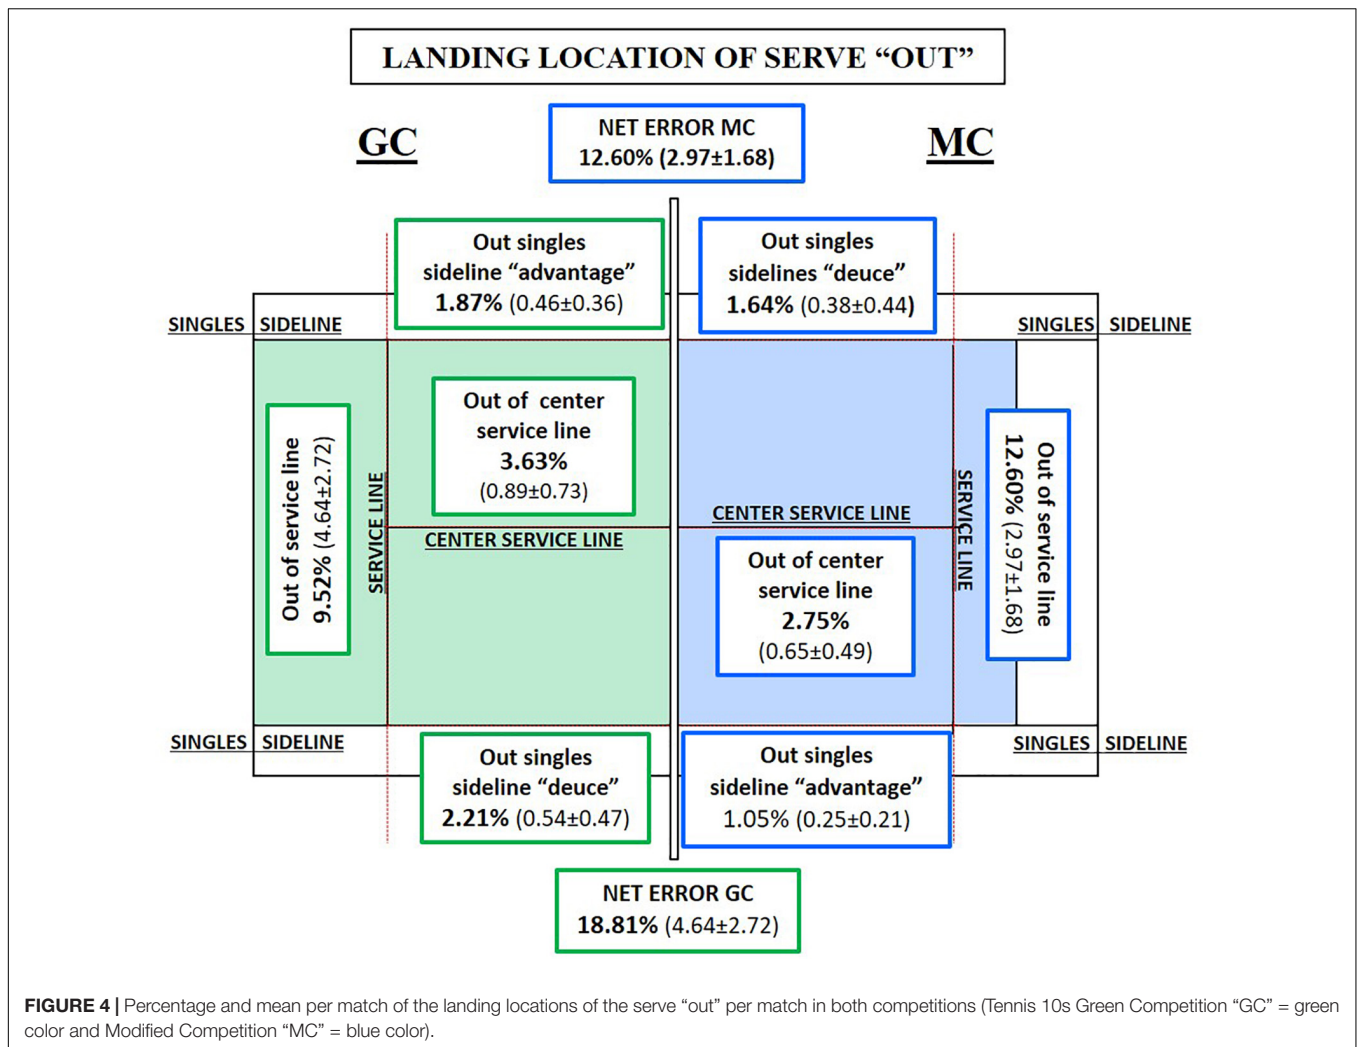 LANDING LOCATION OF SERVE “OUT”
GC
NET ERROR MC
12.60% (2.97±1.68)
MC
Out singles
sideline “advantage”
1.87% (0.46±0.36)
Out singles
sidelines “deuce”
1.64% (0.38±0.44)
SINGLES SIDELINE
SINGLES SIDELINE
Out of service line
9.52% (4.64±2.72)
SERVICE LINE
Out of center
service line
3.63%
(0.89±0.73)
CENTER SERVICE LINE
CENTER SERVICE LINE
Out of center
service line
2.75%
(0.65±0.49)
SERVICE LINE
Out of service line
12.60% (2.97±1.68)
SINGLES SIDELINE
SINGLES SIDELINE
Out singles
sideline “deuce”
2.21% (0.54±0.47)
Out singles
sideline “advantage”
1.05% (0.25±0.21)
NET ERROR GC
18.81% (4.64±2.72)
FIGURE 4 | Percentage and mean per match of the landing locations of the serve “out” per match in both competitions (Tennis 10s Green Competition “GC” = green
color and Modified Competition “MC” = blue color).